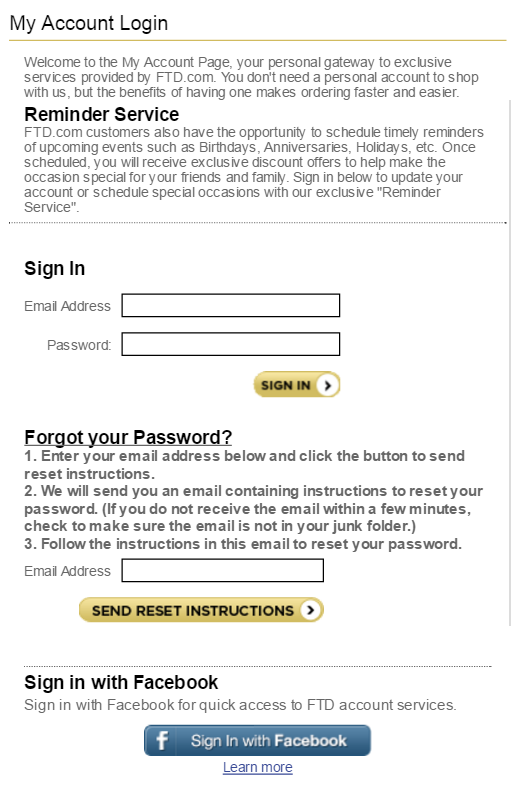 My Account Login
Welcome to the My Account Page, your personal gateway to exclusive
services provided by FTD.com. You don't need a personal account to shop
with us, but the benefits of having one makes ordering faster and easier.
Reminder Service
FTD.com customers also have the opportunity to schedule timely reminders
of upcoming events such as Birthdays, Anniversaries, Holidays, etc. Once
scheduled, you will receive exclusive discount offers to help make the
occasion special for your friends and family. Sign in below to update your
account or schedule special occasions with our exclusive "Reminder
Service".
Sign In
Email Address
Password:
SIGN IN
Forgot your Password?
1. Enter your email address below and click the button to send
reset instructions.
2. We will send you an email containing instructions to reset your
password. (If you do not receive the email within a few minutes,
check to make sure the email is not in your junk folder.)
3. Follow the instructions in this email to reset your password.
Email Address
SEND RESET INSTRUCTIONS
Sign in with Facebook
Sign in with Facebook for quick access to FTD account services.
f Sign In with Facebook
Learn more